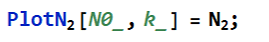 PlotN₂[N0_, k_] = N₂;